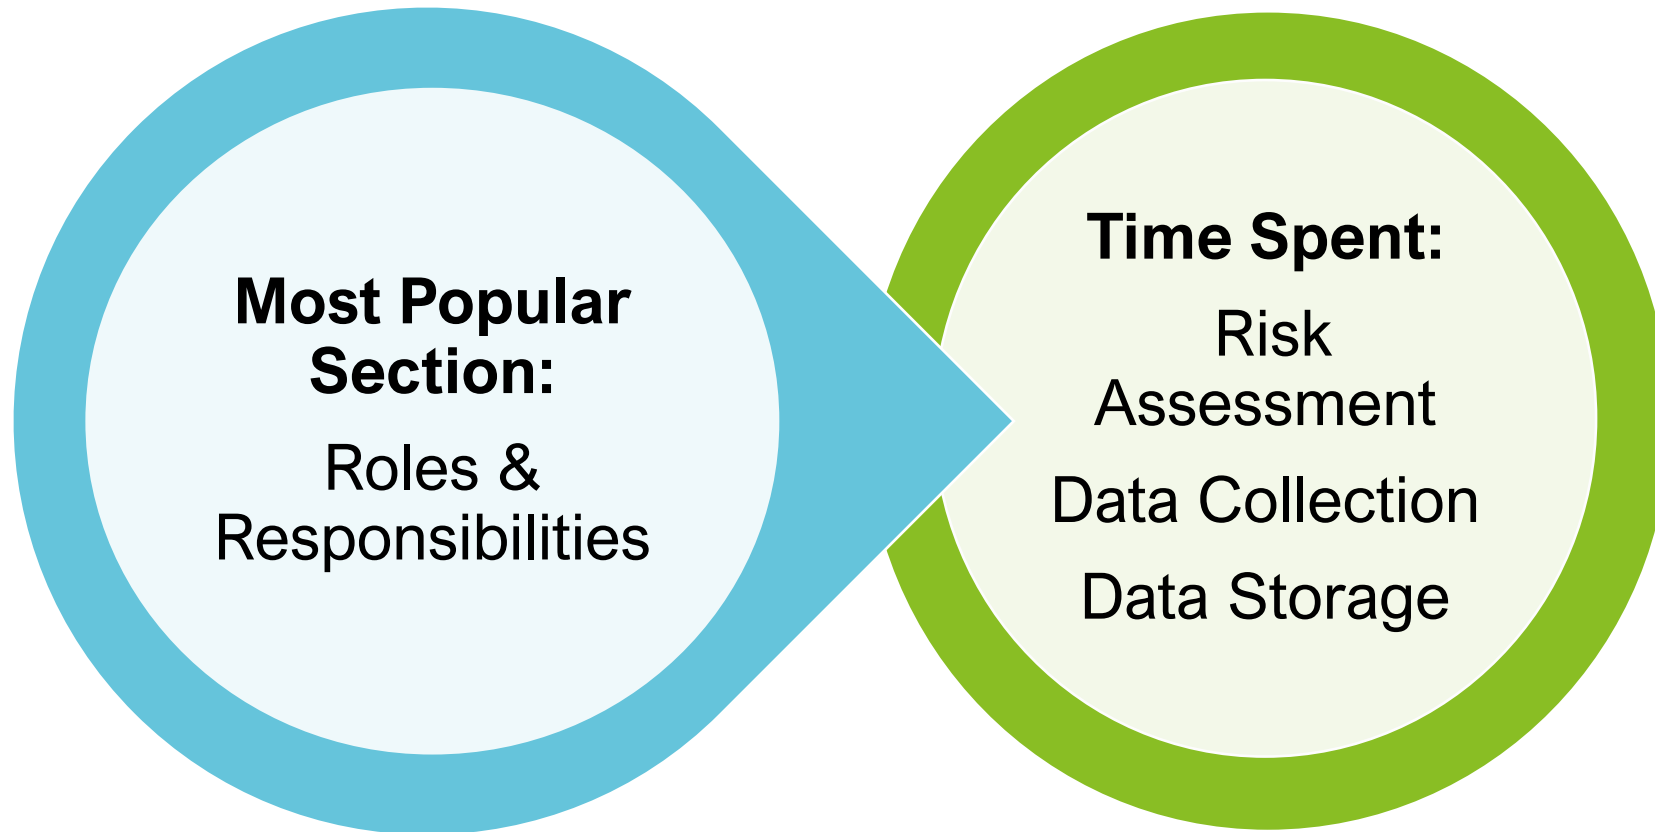 Most Popular
Section:
Roles &
Responsibilities
Time Spent:
Risk
Assessment
Data Collection
Data Storage